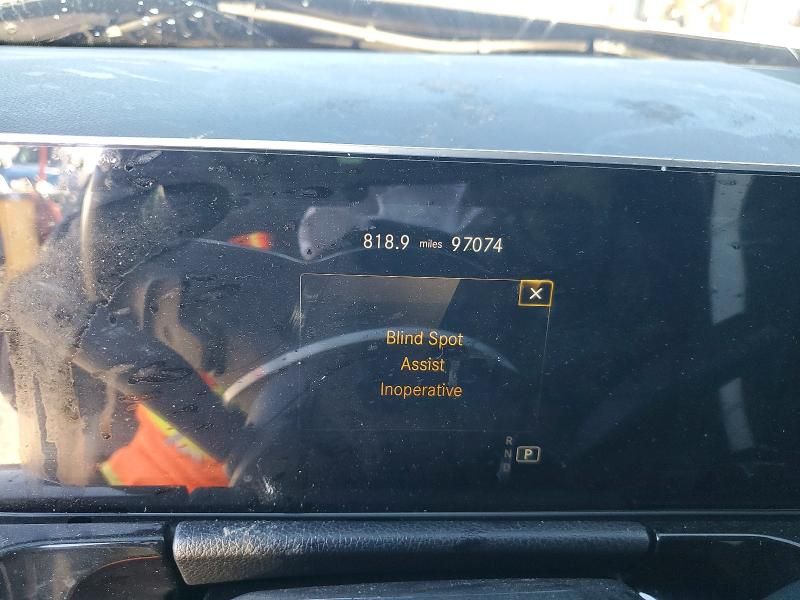 818.9 miles 97074
X
Blind Spot
Assist
Inoperative
R
N P
D